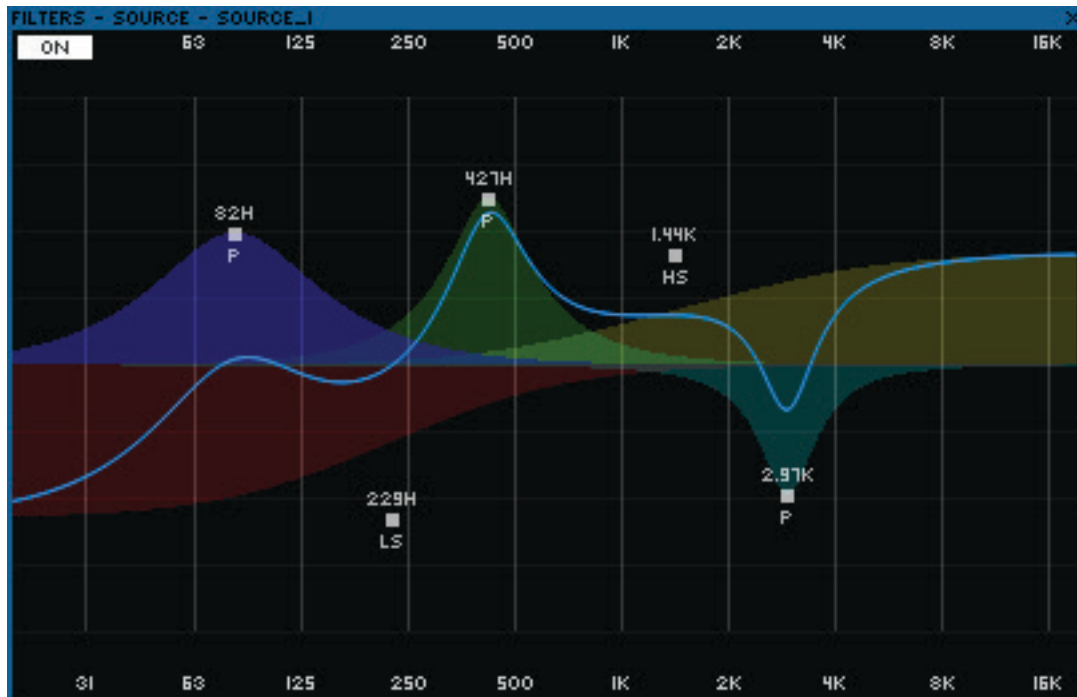 FILTERS - SOURCE - SOURCE_1 X
ON 63 125 250 500 1K 2K 4K 8K 16K
427H
P
82H
P
1.44K
HS
2.97K
P
229H
LS
31 63 125 250 500 1K 2K 4K 8K 16K